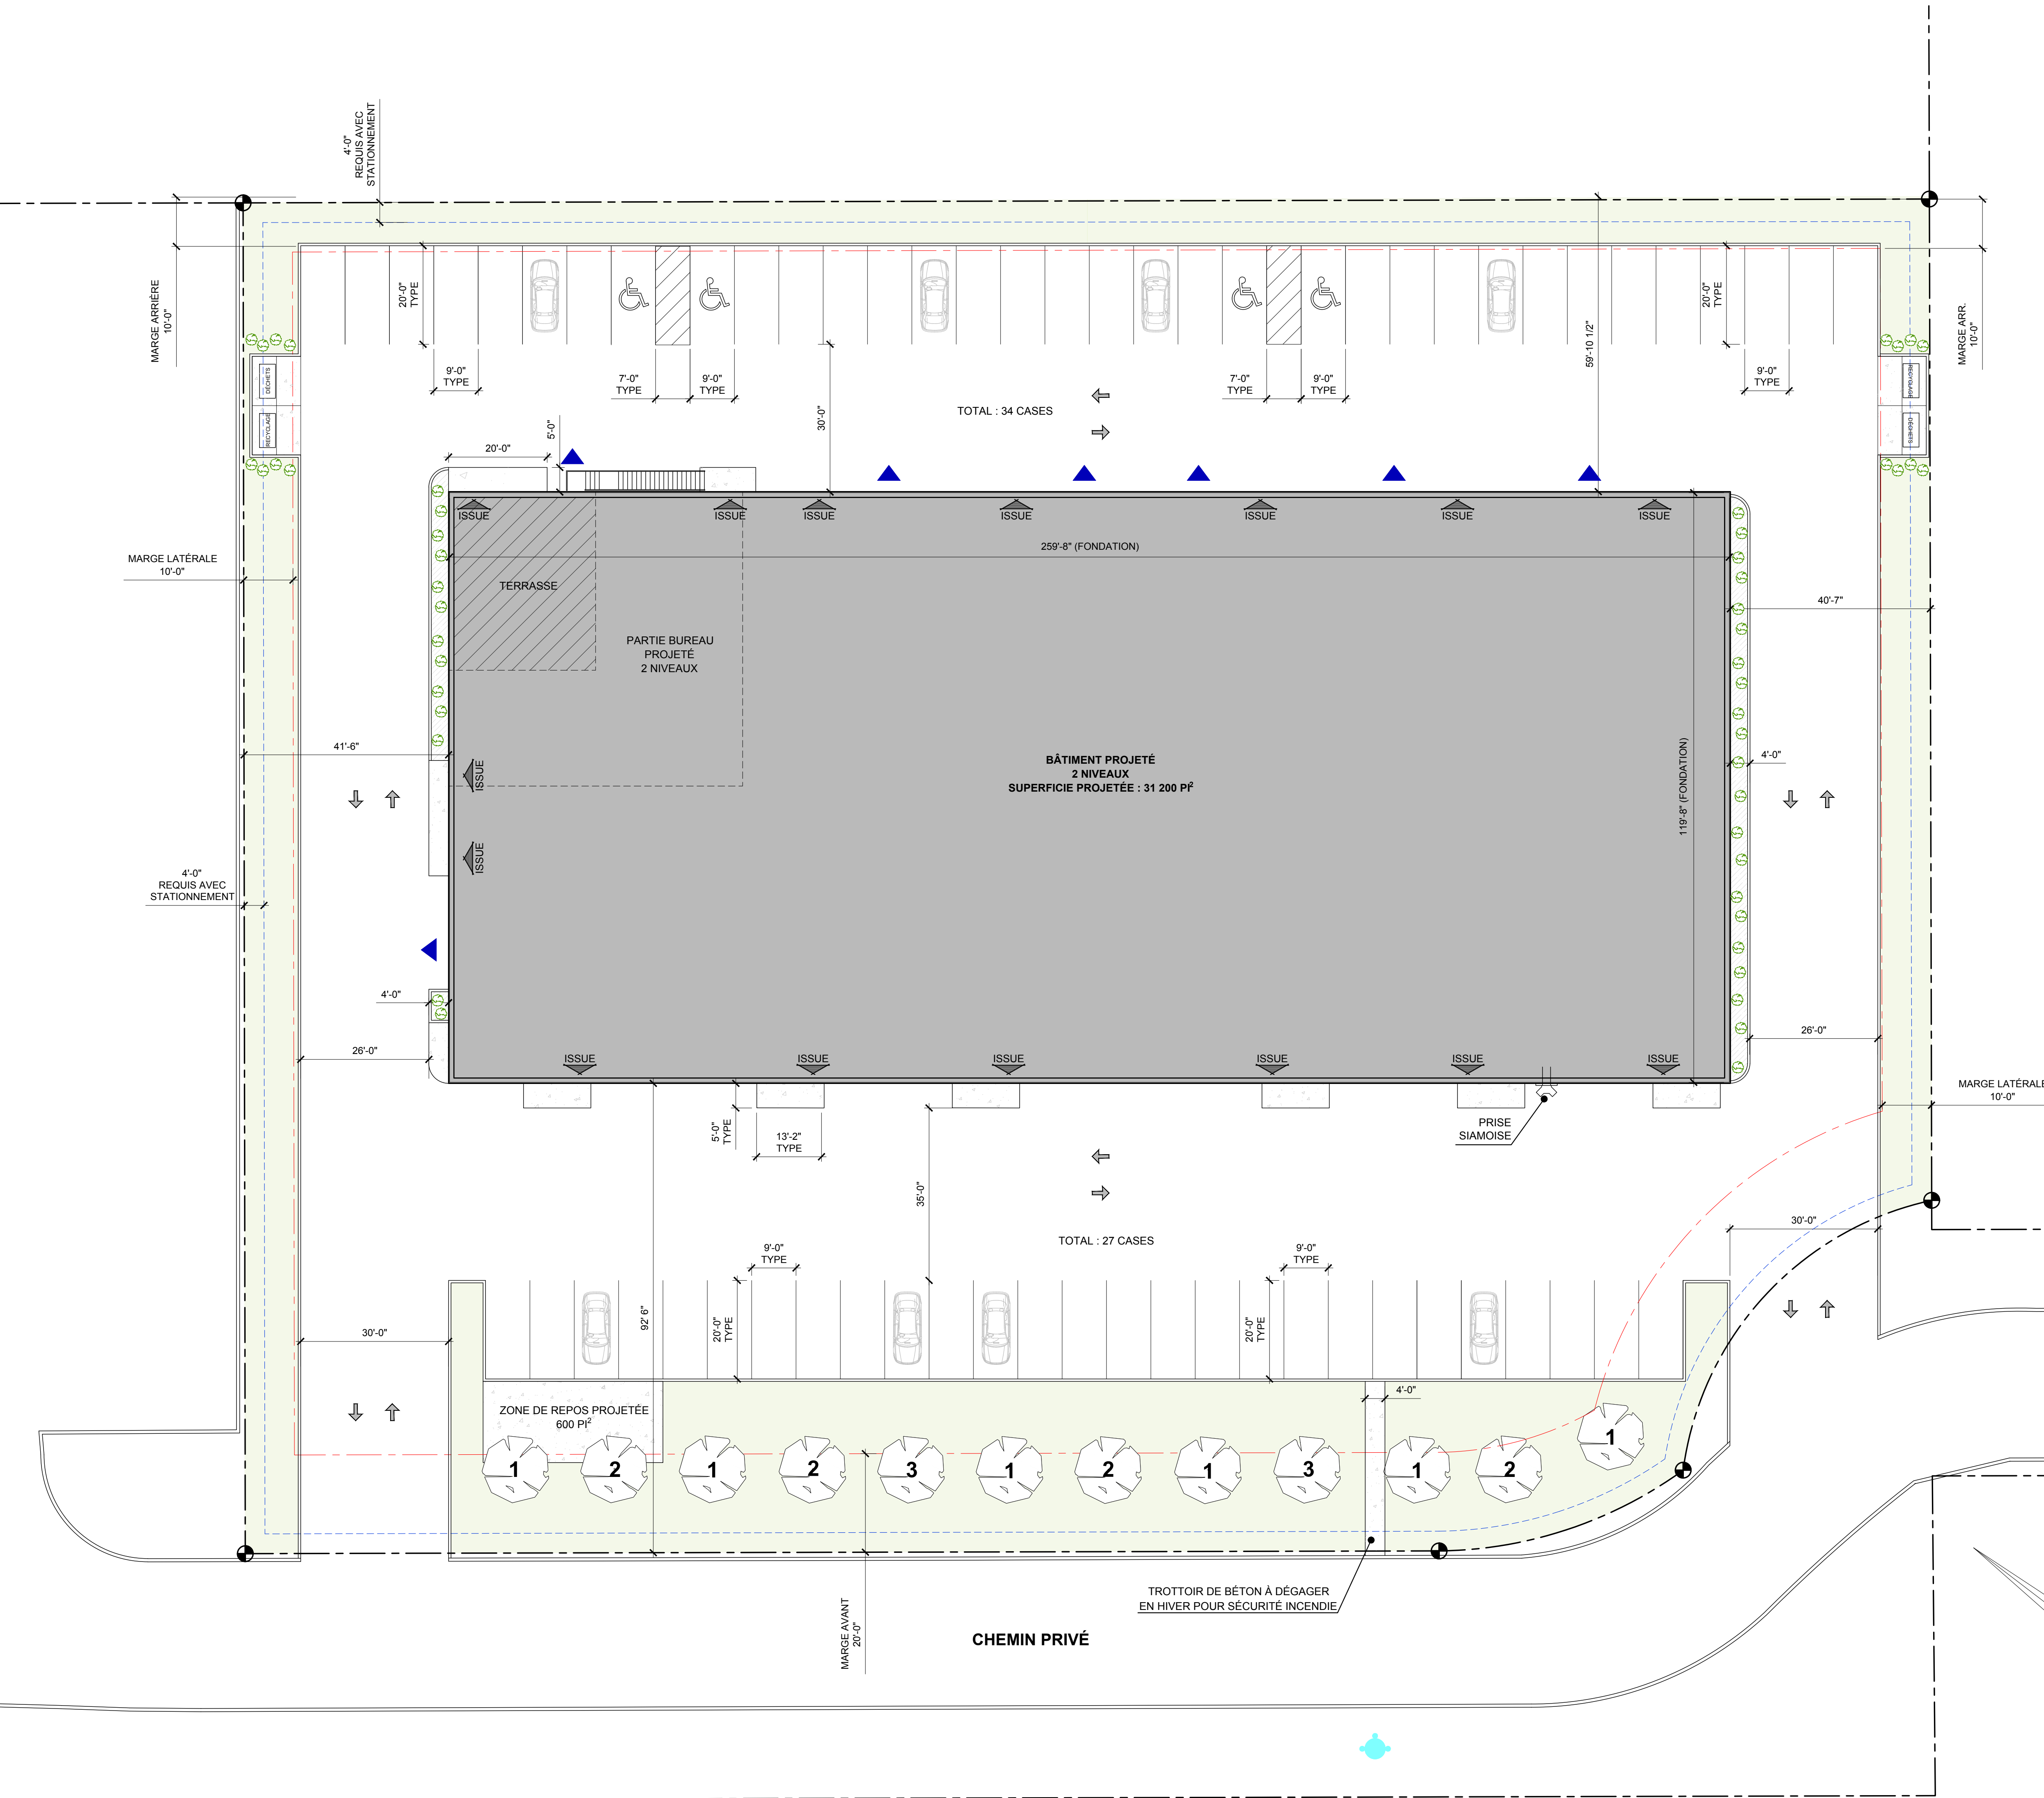 4'-0"
REQUIS AVEC
STATIONNEMENT
MARGE ARRIÈRE
10'-0"
20'-0"
TYPE
9'-0"
TYPE
7'-0"
TYPE
9'-0"
TYPE
30'-0"
TOTAL : 34 CASES
7'-0"
TYPE
9'-0"
TYPE
59'-10 1/2"
20'-0"
TYPE
9'-0"
TYPE
MARGE ARR.
10'-0"
DÉCHETS
RECYCLAGE
RECYCLAGE
DÉCHETS
20'-0"
5'-0"
ISSUE
ISSUE
ISSUE
ISSUE
ISSUE
ISSUE
ISSUE
259'-8" (FONDATION)
MARGE LATÉRALE
10'-0"
TERRASSE
PARTIE BUREAU
PROJETÉ
2 NIVEAUX
40'-7"
41'-6"
ISSUE
ISSUE
BÂTIMENT PROJETÉ
2 NIVEAUX
SUPERFICIE PROJETÉE : 31 200 PI²
119'-8" (FONDATION)
4'-0"
4'-0"
REQUIS AVEC
STATIONNEMENT
4'-0"
26'-0"
26'-0"
ISSUE
ISSUE
ISSUE
ISSUE
ISSUE
ISSUE
MARGE LATÉRALE
10'-0"
5'-0"
TYPE
13'-2"
TYPE
PRISE
SIAMOISE
35'-0"
TOTAL : 27 CASES
30'-0"
9'-0"
TYPE
9'-0"
TYPE
30'-0"
92' 6"
20'-0"
TYPE
20'-0"
TYPE
4'-0"
ZONE DE REPOS PROJETÉE
600 PI²
1
2
1
2
3
1
2
1
3
1
2
1
TROTTOIR DE BÉTON À DÉGAGER
EN HIVER POUR SÉCURITÉ INCENDIE
MARGE AVANT
20'-0"
CHEMIN PRIVÉ